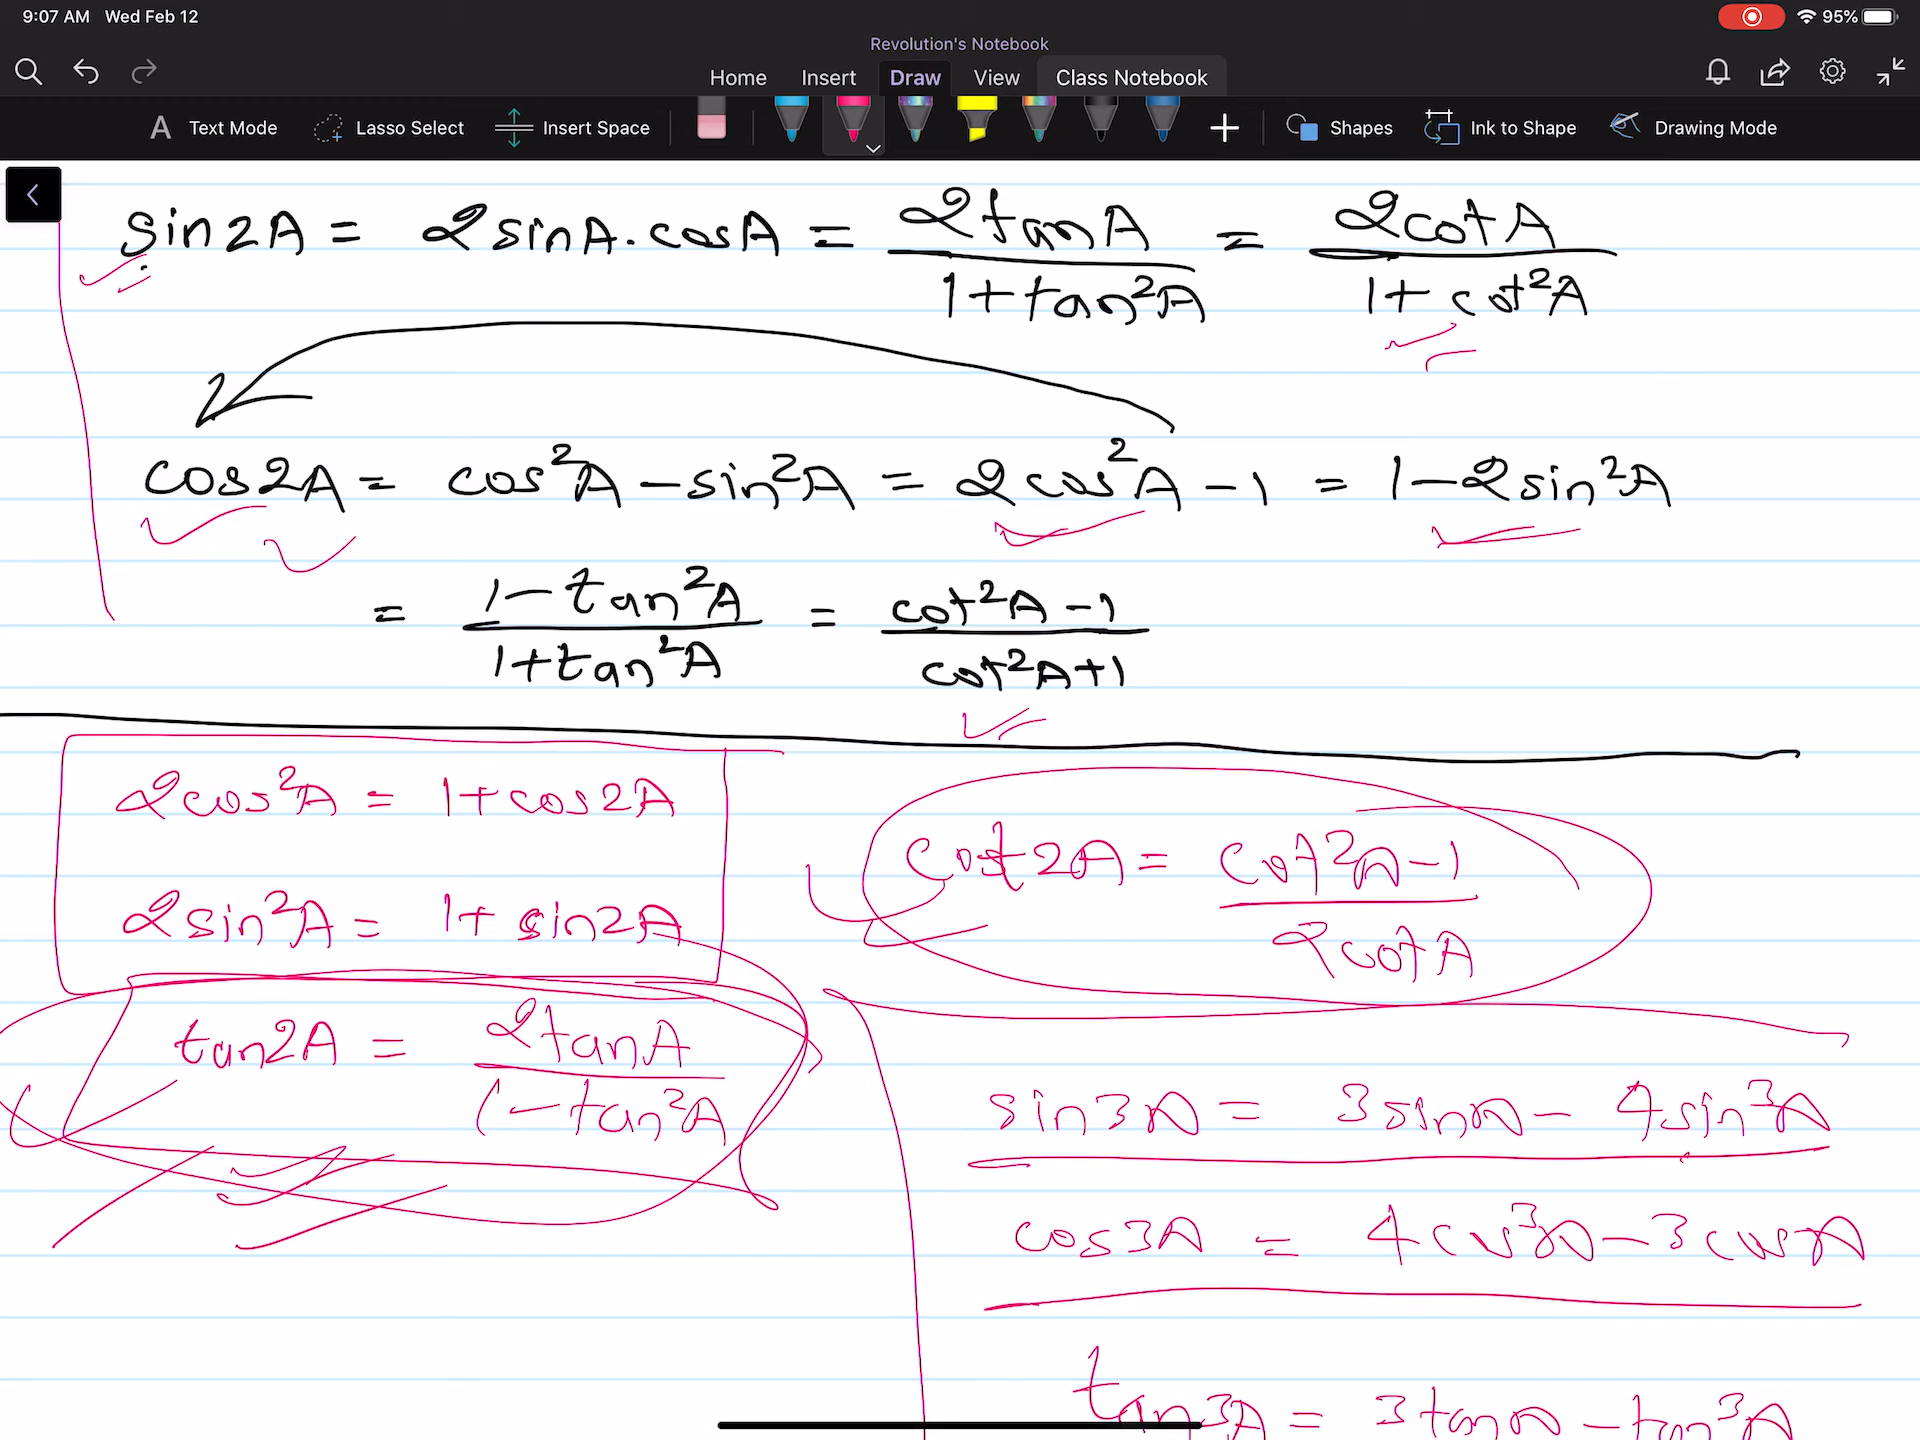 9:07 AM Wed Feb 12
95%
Revolution's Notebook
Home Insert Draw View Class Notebook
Text Mode Lasso Select Insert Space Shapes Ink to Shape Drawing Mode
sin2A = 2sinA.cosA = 2tanA / 1+tan²A = 2cotA / 1+cot²A
cos2A = cos²A - sin²A = 2cos²A - 1 = 1-2sin²A
= 1-tan²A / 1+tan²A = cot²A-1 / cot²A+1
2cos²A = 1+cos2A
2sin²A = 1+sin2A
tan2A = 2tanA / 1-tan²A
cot2A = cot²A-1 / 2cotA
sin3A = 3sinA - 4sin³A
cos3A = 4cos³A - 3cosA
tan3A = 3tanA - tan³A